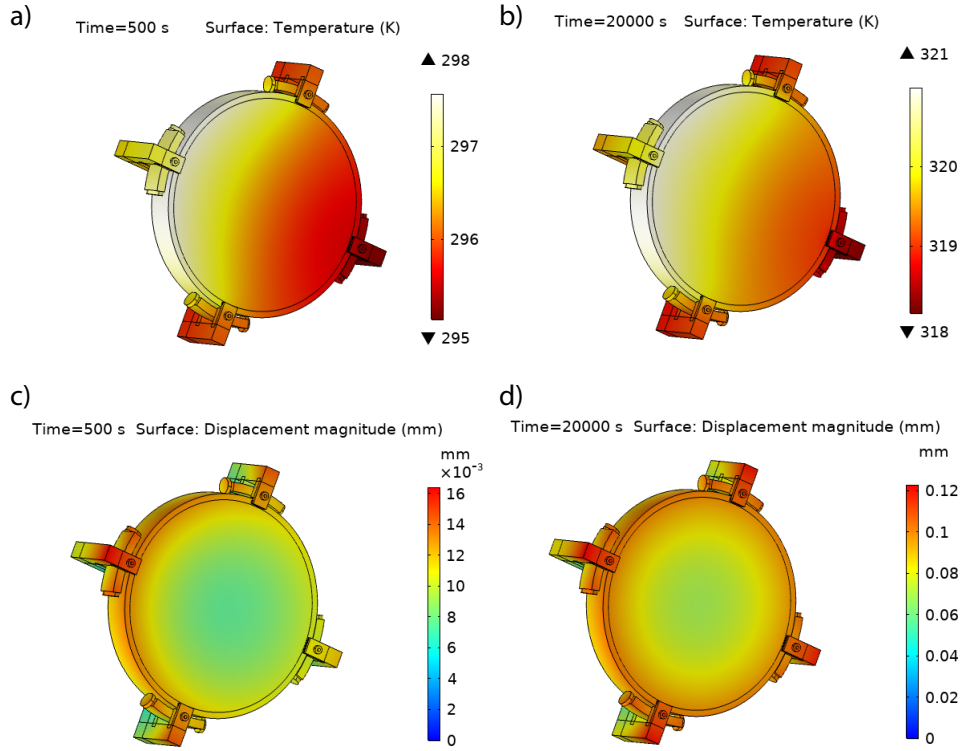 a)
Time=500 s Surface: Temperature (K)
▲ 298
297
296
▼ 295
b)
Time=20000 s Surface: Temperature (K)
▲ 321
320
319
▼ 318
c)
Time=500 s Surface: Displacement magnitude (mm)
mm
×10⁻³
16
14
12
10
8
6
4
2
0
d)
Time=20000 s Surface: Displacement magnitude (mm)
mm
0.12
0.1
0.08
0.06
0.04
0.02
0